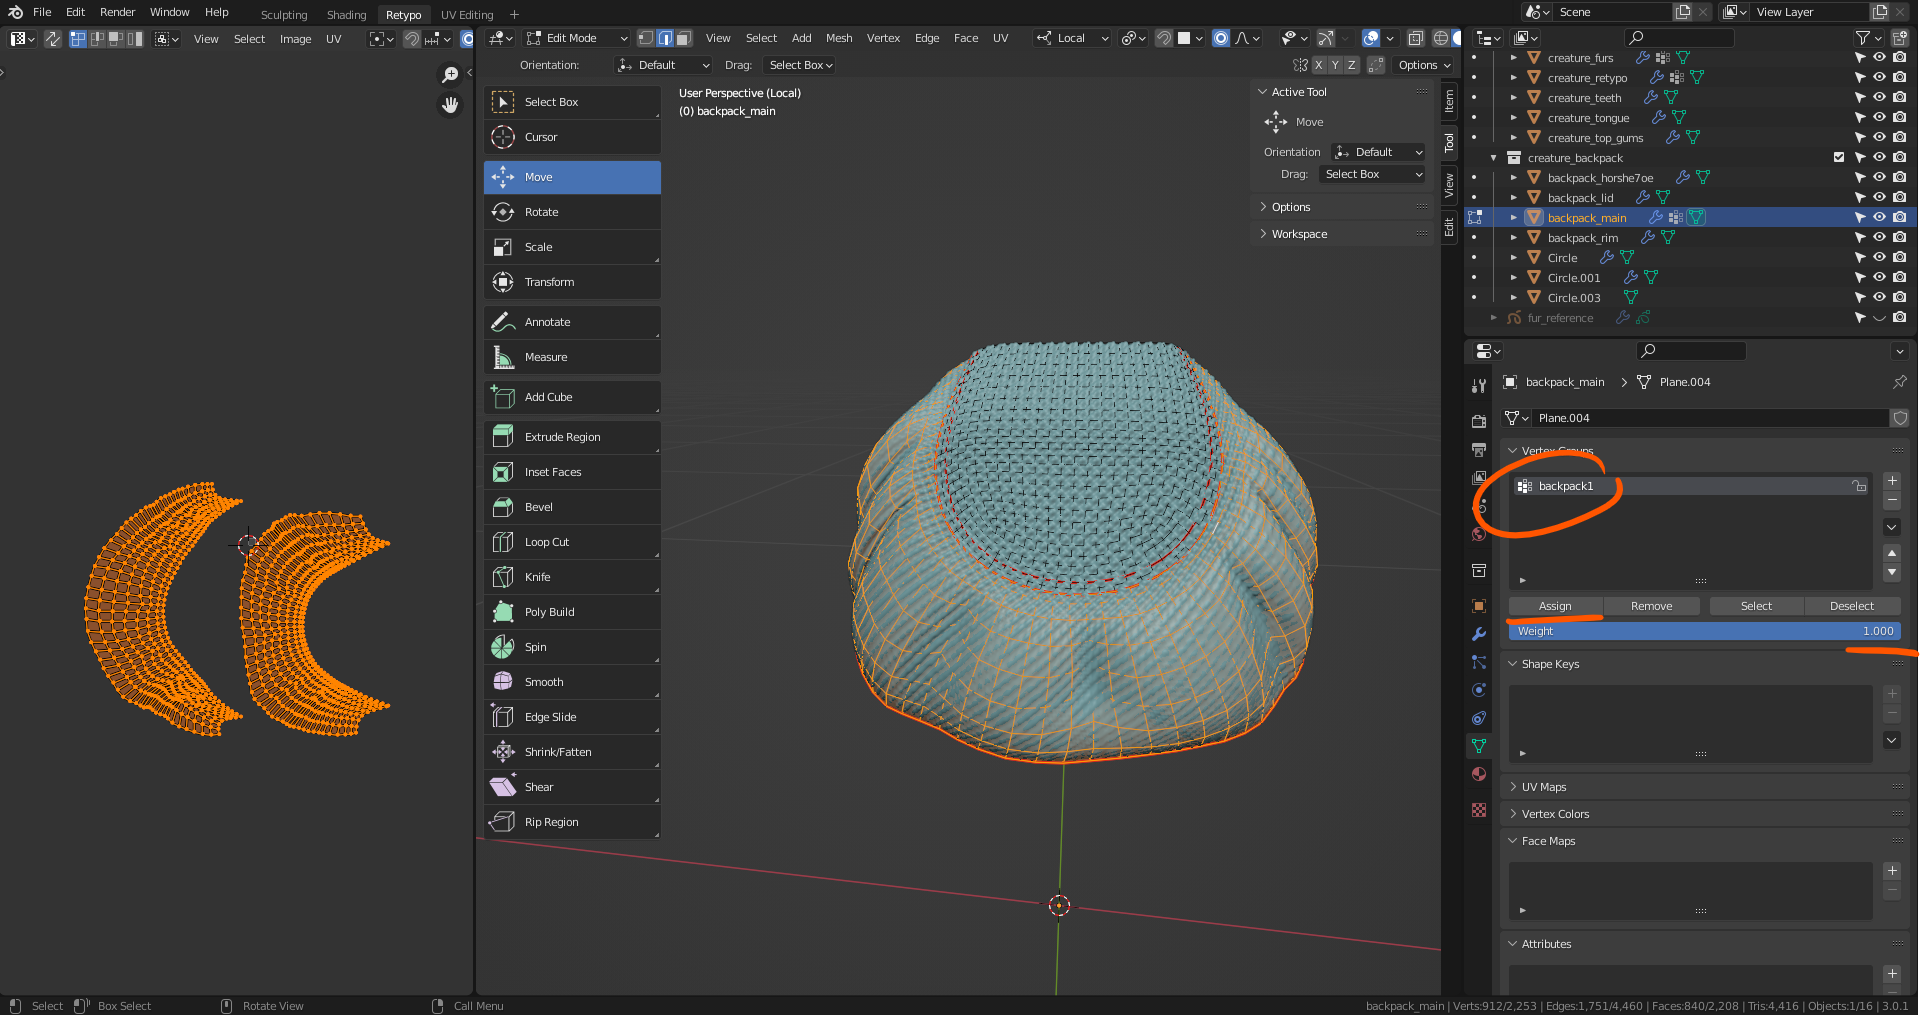 File Edit Render Window Help Sculpting Shading Retypo UV Editing + Scene View Layer
View Select Image UV
Edit Mode View Select Add Mesh Vertex Edge Face UV Local
Orientation: Default Drag: Select Box X Y Z Options
Select Box
Cursor
Move
Rotate
Scale
Transform
Annotate
Measure
Add Cube
Extrude Region
Inset Faces
Bevel
Loop Cut
Knife
Poly Build
Spin
Smooth
Edge Slide
Shrink/Fatten
Shear
Rip Region
User Perspective (Local)
(0) backpack_main
Active Tool
Move
Orientation Default
Drag: Select Box
Options
Workspace
Item
Tool
View
Edit
creature_furs
creature_retypo
creature_teeth
creature_tongue
creature_top_gums
creature_backpack
backpack_horshe7oe
backpack_lid
backpack_main
backpack_rim
Circle
Circle.001
Circle.003
fur_reference
backpack_main > Plane.004
Plane.004
Vertex Groups
backpack1
Assign Remove Select Deselect
Weight 1.000
Shape Keys
UV Maps
Vertex Colors
Face Maps
Attributes
Select Box Select Rotate View Call Menu
backpack_main | Verts:912/2,253 | Edges:1,751/4,460 | Faces:840/2,208 | Tris:4,416 | Objects:1/16 | 3.0.1